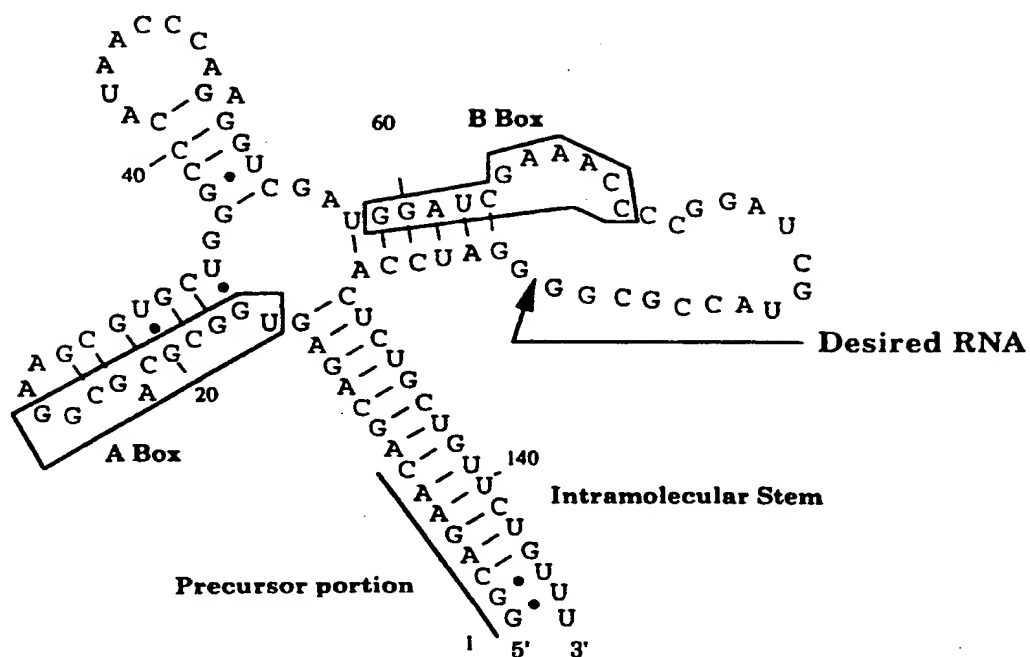 A A C C C A G A G G U C G A U
U A C C C G G G U
40
60
B Box
G G A U C G A A A C C C C G G A U C G
A C C U A G G G G C G C C A U
Desired RNA
A A G C G U G C
G G C G A C G C G G U
20
A Box
G A G A C G A C A A G A C G G
C U C U G C U G U U C U G U U U
140
Intramolecular Stem
Precursor portion
1 5' 3'